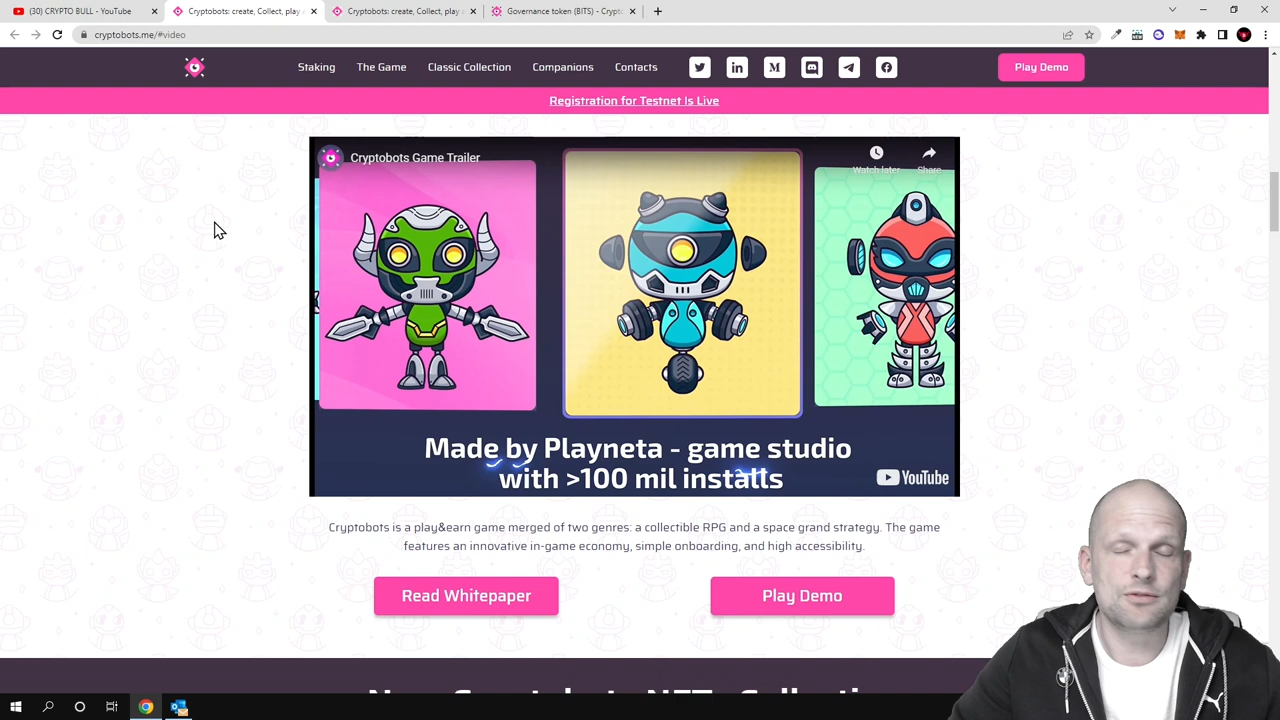 (30) CRYPTO BULL - YouTube
Cryptobots: create, Collect, play a
Cryptobots: create, Collect, play a
Governance token (BITS) - Crypto
cryptobots.me/#video
Staking The Game Classic Collection Companions Contacts
Play Demo
Registration for Testnet Is Live
Cryptobots Game Trailer
Watch later Share
Made by Playneta - game studio
with >100 mil installs
YouTube
Cryptobots is a play&earn game merged of two genres: a collectible RPG and a space grand strategy. The game
features an innovative in-game economy, simple onboarding, and high accessibility.
Read Whitepaper Play Demo